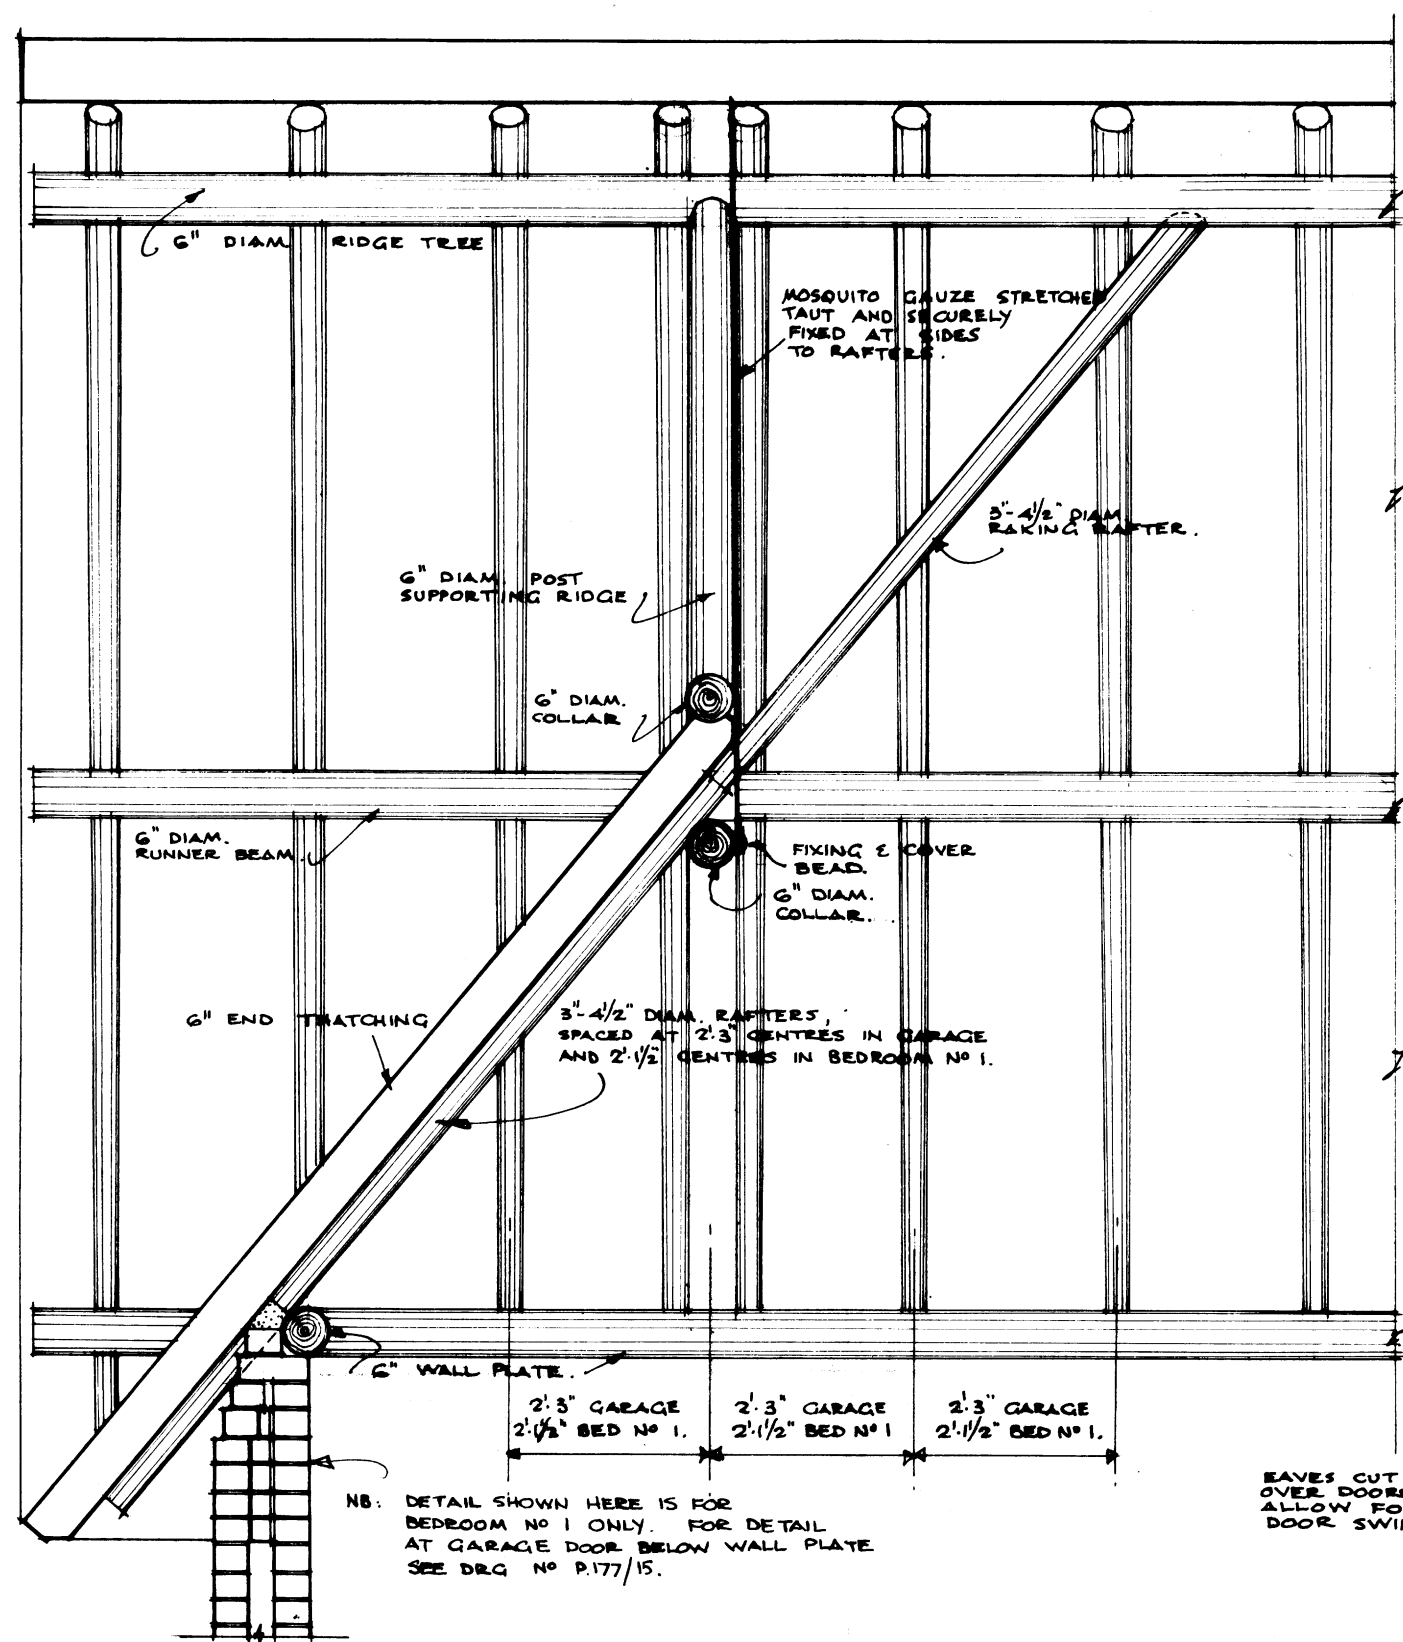 6" DIAM. RIDGE TREE
MOSQUITO GAUZE STRETCHED
TAUT AND SECURELY
FIXED AT SIDES
TO RAFTERS.
3"-4½" DIAM.
RAKING RAFTER.
6" DIAM. POST
SUPPORTING RIDGE
6" DIAM.
COLLAR
6" DIAM.
RUNNER BEAM
FIXING & COVER
BEAD.
6" DIAM.
COLLAR.
6" END THATCHING
3"-4½" DIAM. RAFTERS,
SPACED AT 2'.3" CENTRES IN GARAGE
AND 2'.1½" CENTRES IN BEDROOM Nº 1.
6" WALL PLATE.
2'.3" GARAGE
2'.1½" BED Nº 1.
2'.3" GARAGE
2'.1½" BED Nº 1
2'.3" GARAGE
2'.1½" BED Nº 1.
NB: DETAIL SHOWN HERE IS FOR
BEDROOM Nº 1 ONLY. FOR DETAIL
AT GARAGE DOOR BELOW WALL PLATE
SEE DRG Nº P.177/15.
EAVES CUT
OVER DOOR
ALLOW FO
DOOR SWI